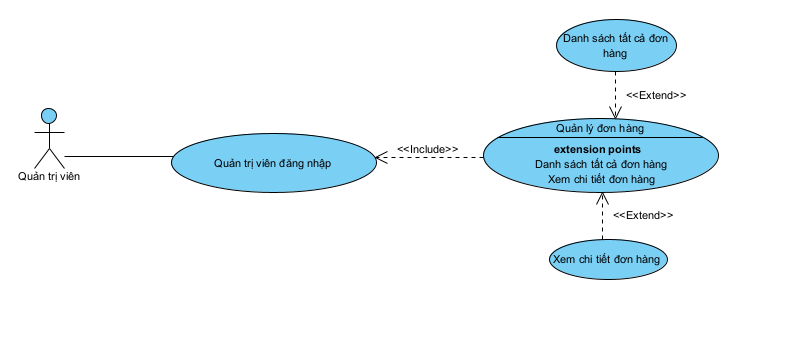 Danh sách tất cả đơn
hàng
<<Extend>>
Quản lý đơn hàng
extension points
Danh sách tất cả đơn hàng
Xem chi tiết đơn hàng
<<Include>>
Quản trị viên đăng nhập
Quản trị viên
<<Extend>>
Xem chi tiết đơn hàng